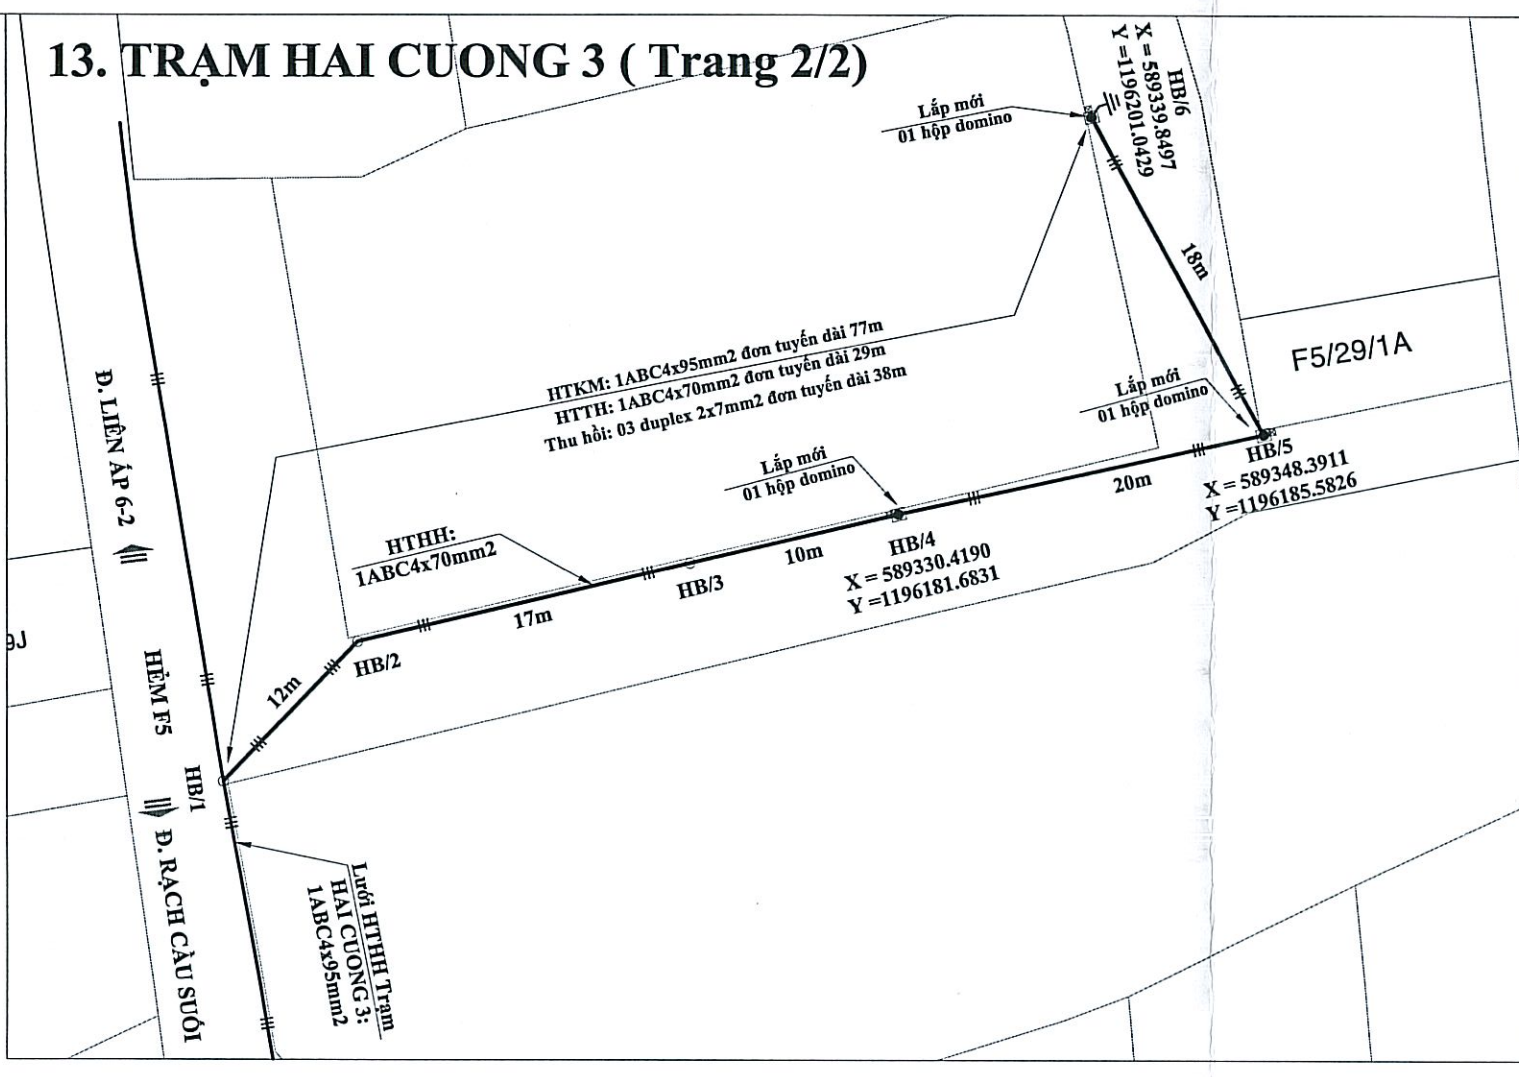 13. TRẠM HAI CUONG 3 ( Trang 2/2)
HB/6
X = 589339.8497
Y =1196201.0429
Lắp mới
01 hộp domino
18m
F5/29/1A
HTKM: 1ABC4x95mm2 đơn tuyến dài 77m
HTTH: 1ABC4x70mm2 đơn tuyến dài 29m
Thu hồi: 03 duplex 2x7mm2 đơn tuyến dài 38m
Lắp mới
01 hộp domino
Lắp mới
01 hộp domino
HB/5
X = 589348.3911
Y =1196185.5826
20m
HB/4
X = 589330.4190
Y =1196181.6831
10m
HTHH:
1ABC4x70mm2
HB/3
17m
HB/2
12m
Đ. LIÊN ẤP 6-2
9J
HẺM F5
HB/1
Đ. RẠCH CẦU SUỐI
Lưới HTHH Trạm
HAI CUONG 3:
1ABC4x95mm2